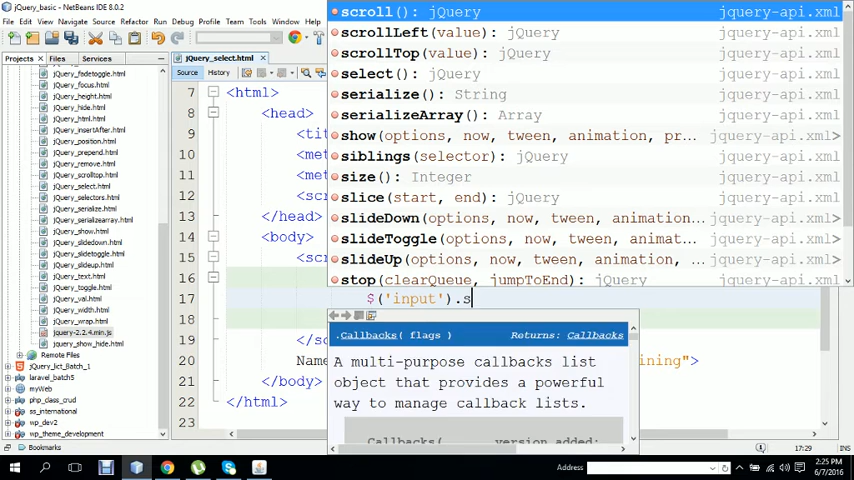 jQuery_basic - NetBeans IDE 8.0.2
File Edit View Navigate Source Refactor Run Debug Profile Team Tools Window
Projects
Files
Services
jQuery_fadetoggle.html
jQuery_focus.html
jQuery_height.html
jQuery_hide.html
jQuery_html.html
jQuery_insertAfter.html
jQuery_position.html
jQuery_prepend.html
jQuery_remove.html
jQuery_scrolltop.html
jQuery_select.html
jQuery_selectors.html
jQuery_serialize.html
jQuery_serializearray.html
jQuery_show.html
jQuery_slidedown.html
jQuery_slidetoggle.html
jQuery_slideup.html
jQuery_text.html
jQuery_toggle.html
jQuery_val.html
jQuery_width.html
jQuery_wrap.html
jquery-2.2.4.min.js
jquery_show_hide.html
Remote Files
jQuery_lict_Batch_1
laravel_batch5
myWeb
php_class_crud
ss_international
wp_dev2
wp_theme_development
Bookmarks
jQuery_select.html
Source History
7 <html>
8 <head>
9 <tit
10 <met
11 <met
12 <scr
13 </head>
14 <body>
15 <scr
16
17 $('input').s
18
19 </sc
20 Name ining">
21 </body>
22 </html>
23
scroll(): jQuery jquery-api.xml
scrollLeft(value): jQuery jquery-api.xml
scrollTop(value): jQuery jquery-api.xml
select(): jQuery jquery-api.xml
serialize(): String jquery-api.xml
serializeArray(): Array jquery-api.xml
show(options, now, tween, animation, pr... jquery-api.xml>
siblings(selector): jQuery jquery-api.xml
size(): Integer jquery-api.xml
slice(start, end): jQuery jquery-api.xml
slideDown(options, now, tween, animation... jquery-api.xml>
slideToggle(options, now, tween, animati... jquery-api.xml>
slideUp(options, now, tween, animation, ... jquery-api.xml>
stop(clearQueue, jumpToEnd): jQuery jquery-api.xml
.Callbacks( flags ) Returns: Callbacks
A multi-purpose callbacks list
object that provides a powerful
way to manage callback lists.
Callbacks( version added:
17:29
INS
Address
2:25 PM
6/7/2016